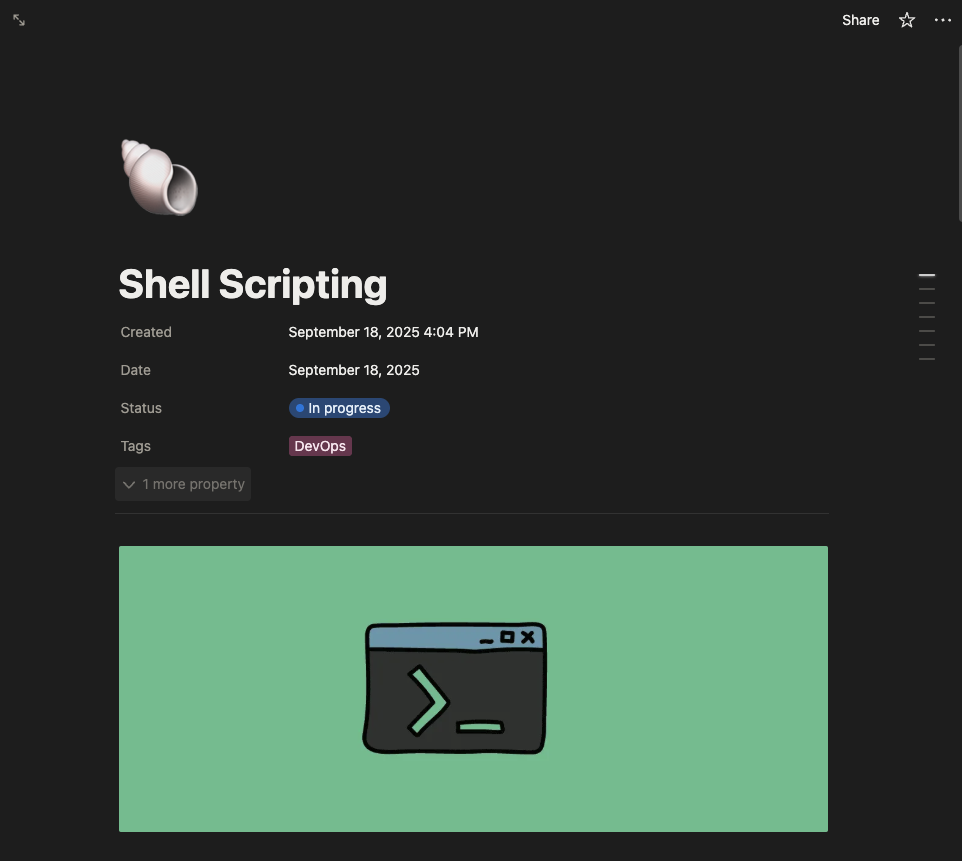 Share
Shell Scripting
Created September 18, 2025 4:04 PM
Date September 18, 2025
Status In progress
Tags DevOps
1 more property